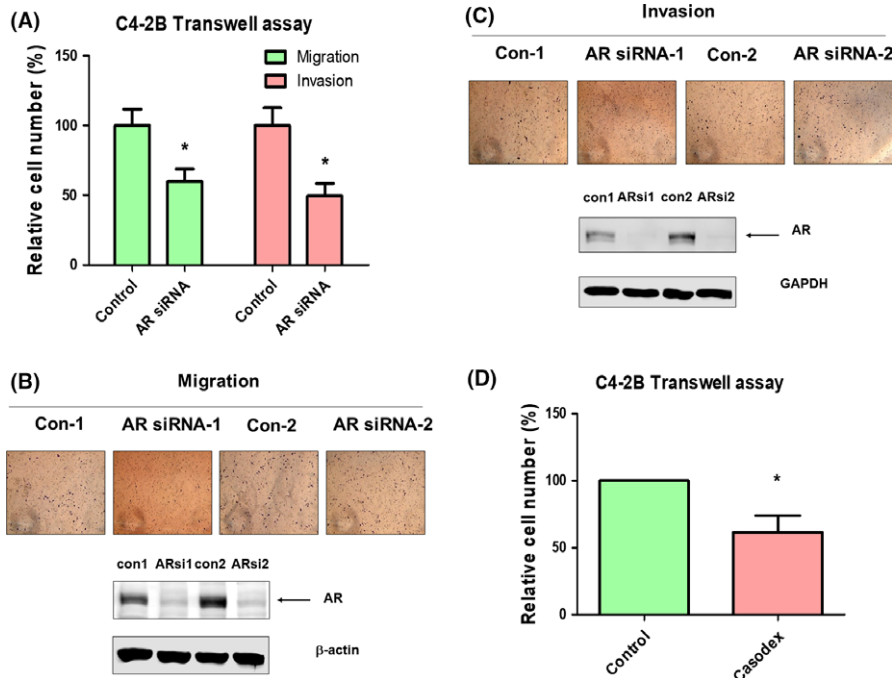 (A)
C4-2B Transwell assay
Relative cell number (%)
150
100
50
0
Migration
Invasion
*
*
Control
AR siRNA
Control
AR siRNA
(B)
Migration
Con-1 AR siRNA-1 Con-2 AR siRNA-2
con1 ARsi1 con2 ARsi2
AR
β-actin
(C)
Invasion
Con-1 AR siRNA-1 Con-2 AR siRNA-2
con1 ARsi1 con2 ARsi2
AR
GAPDH
(D)
C4-2B Transwell assay
Relative cell number (%)
150
100
50
0
*
Control
Casodex